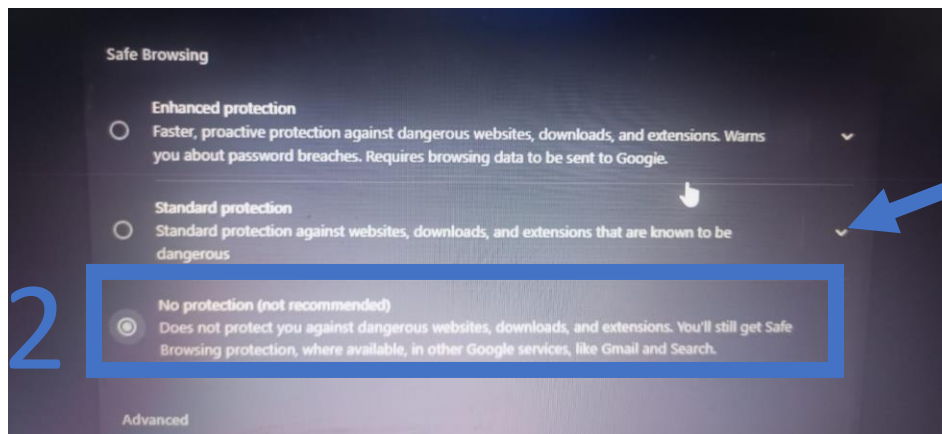 Safe Browsing
Enhanced protection
Faster, proactive protection against dangerous websites, downloads, and extensions. Warns
you about password breaches. Requires browsing data to be sent to Google.
Standard protection
Standard protection against websites, downloads, and extensions that are known to be
dangerous
2
No protection (not recommended)
Does not protect you against dangerous websites, downloads, and extensions. You'll still get Safe
Browsing protection, where available, in other Google services, like Gmail and Search.
Advanced